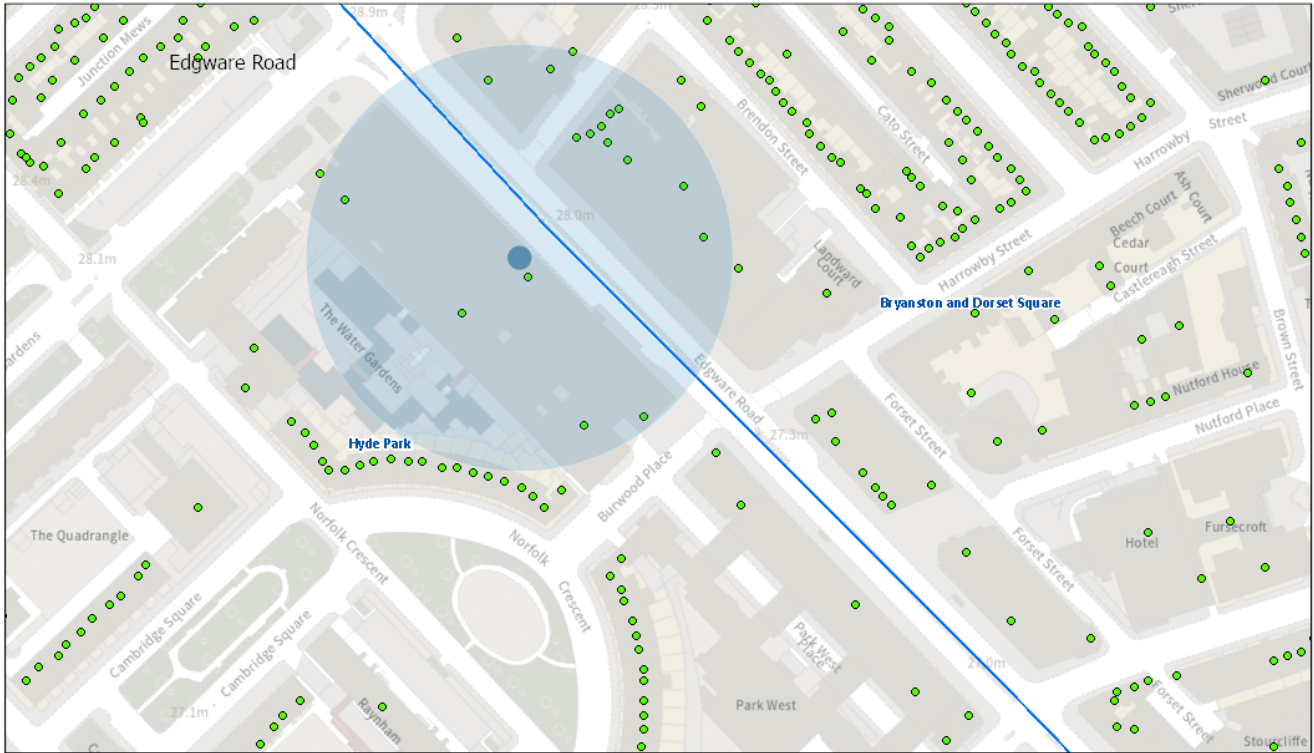 28.9m
28.3m
Junction Mews
Edgware Road
Sherwood Court
Brendon Street
Cato Street
Street
Harrowby
28.4m
Ash Court
Beech Court
28.0m
Cedar
Court
28.1m
Landward
Court
Harrowby Street
Castlereagh Street
Bryanston and Dorset Square
The Water Gardens
Brown Street
Gardens
Edgware Road
Nutford House
Forset Street
Nutford Place
27.3m
Hyde Park
Burwood Place
The Quadrangle
Norfolk Crescent
Norfolk
Crescent
Hotel
Fursecroft
Forset Street
Cambridge Square
Cambridge Square
Park West
Place
27.0m
27.1m
Raynham
Park West
Forset Street
Stourcliffe